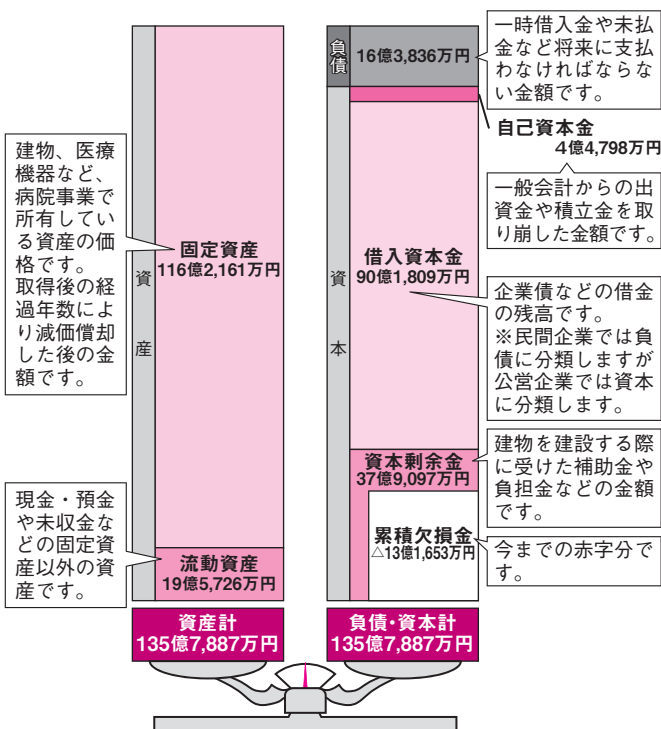 建物、医療
機器など、
病院事業で
所有してい
る資産の価
格です。
取得後の経
過年数によ
り減価償却
した後の金
額です。
現金・預金
や未収金な
どの固定資
産以外の資
産です。
資産
固定資産
116億2,161万円
流動資産
19億5,726万円
資産計
135億7,887万円
負債
16億3,836万円
資本
借入資本金
90億1,809万円
資本剰余金
37億9,097万円
累積欠損金
△13億1,653万円
負債・資本計
135億7,887万円
一時借入金や未払
金など将来に支払
わなければならな
い金額です。
自己資本金
4億4,798万円
一般会計からの出
資金や積立金を取
り崩した金額です。
企業債などの借金
の残高です。
※民間企業では負
債に分類しますが
公営企業では資本
に分類します。
建物を建設する際
に受けた補助金や
負担金などの金額
です。
今までの赤字分で
す。